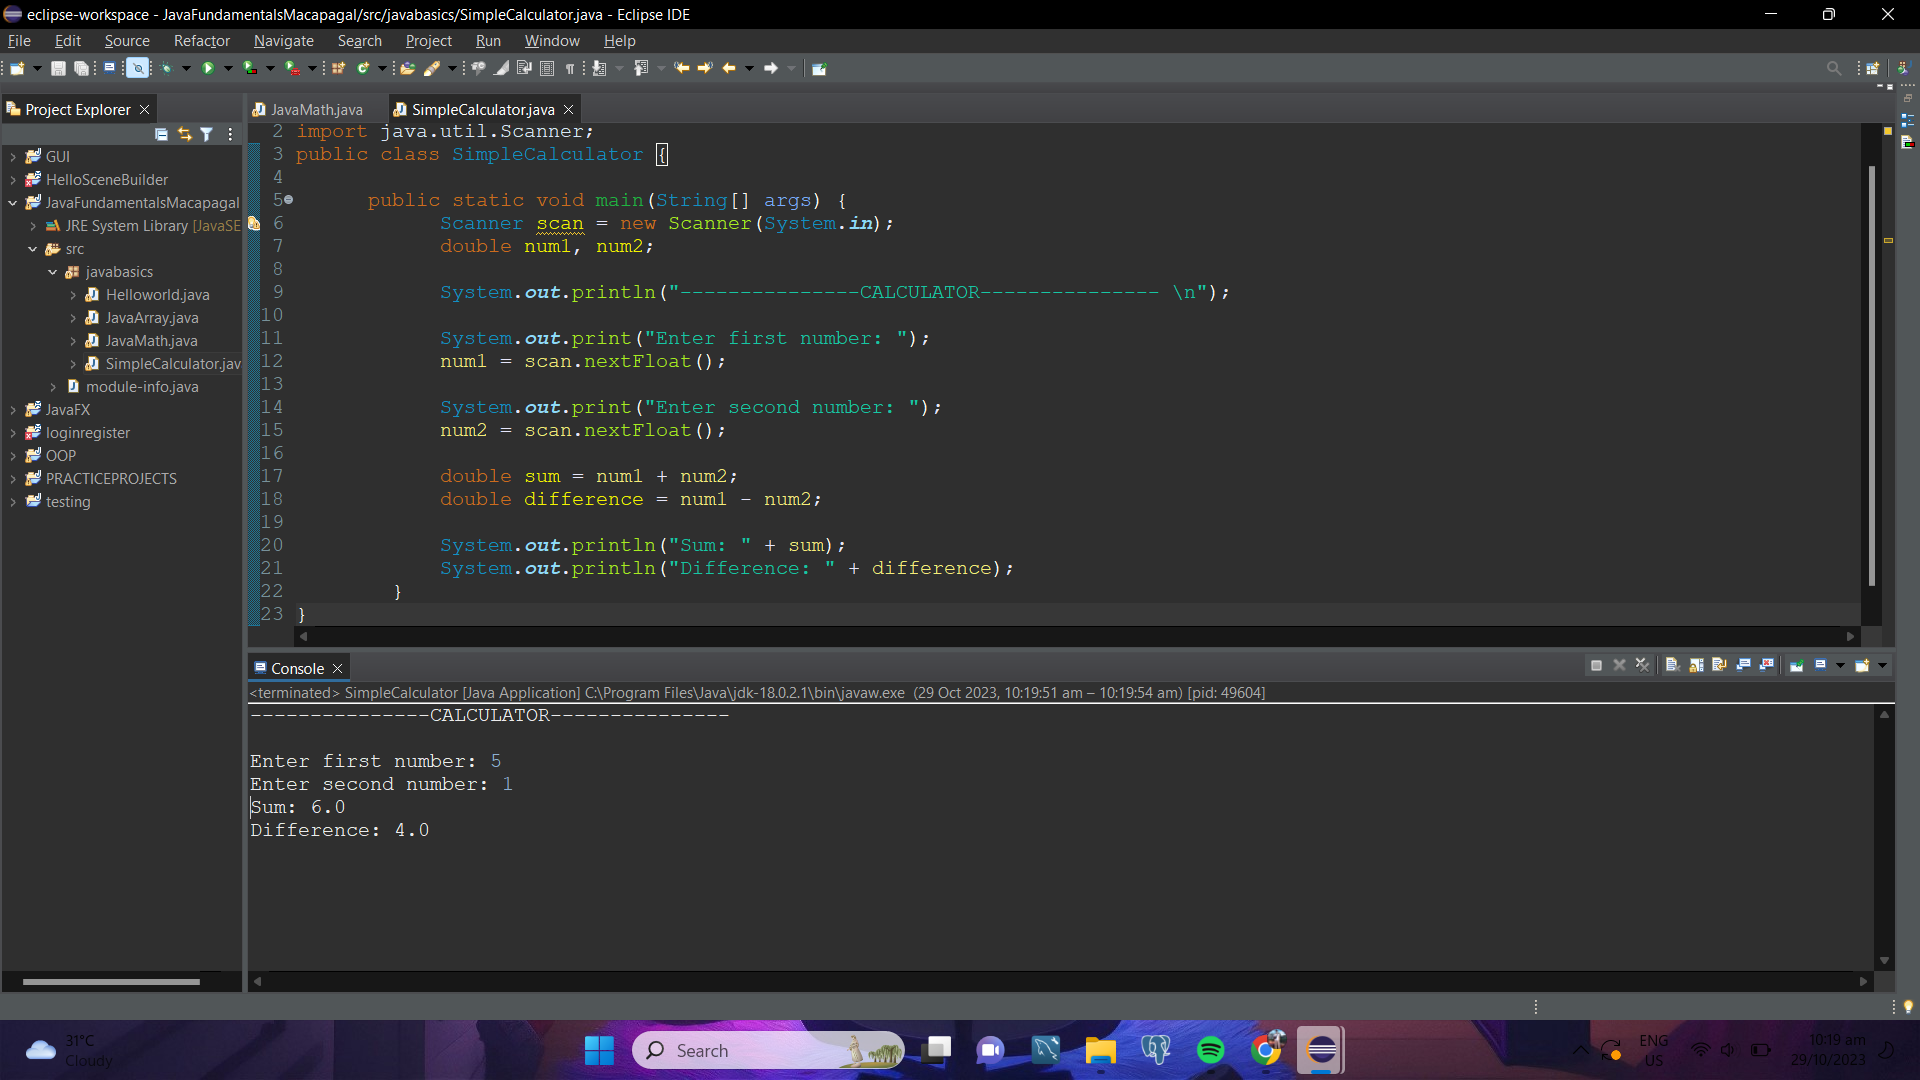 eclipse-workspace - JavaFundamentalsMacapagal/src/javabasics/SimpleCalculator.java - Eclipse IDE
File Edit Source Refactor Navigate Search Project Run Window Help
Project Explorer
GUI
HelloSceneBuilder
JavaFundamentalsMacapagal
JRE System Library [JavaSE
src
javabasics
Helloworld.java
JavaArray.java
JavaMath.java
SimpleCalculator.jav
module-info.java
JavaFX
loginregister
OOP
PRACTICEPROJECTS
testing
JavaMath.java SimpleCalculator.java
2 import java.util.Scanner;
3 public class SimpleCalculator {
4
5 public static void main(String[] args) {
6 Scanner scan = new Scanner(System.in);
7 double num1, num2;
8
9 System.out.println("---------------CALCULATOR--------------- \n");
10
11 System.out.print("Enter first number: ");
12 num1 = scan.nextFloat();
13
14 System.out.print("Enter second number: ");
15 num2 = scan.nextFloat();
16
17 double sum = num1 + num2;
18 double difference = num1 - num2;
19
20 System.out.println("Sum: " + sum);
21 System.out.println("Difference: " + difference);
22 }
23 }
Console
<terminated> SimpleCalculator [Java Application] C:\Program Files\Java\jdk-18.0.2.1\bin\javaw.exe (29 Oct 2023, 10:19:51 am – 10:19:54 am) [pid: 49604]
---------------CALCULATOR---------------
Enter first number: 5
Enter second number: 1
Sum: 6.0
Difference: 4.0
31°C
Cloudy
Search
ENG
US
10:19 am
29/10/2023